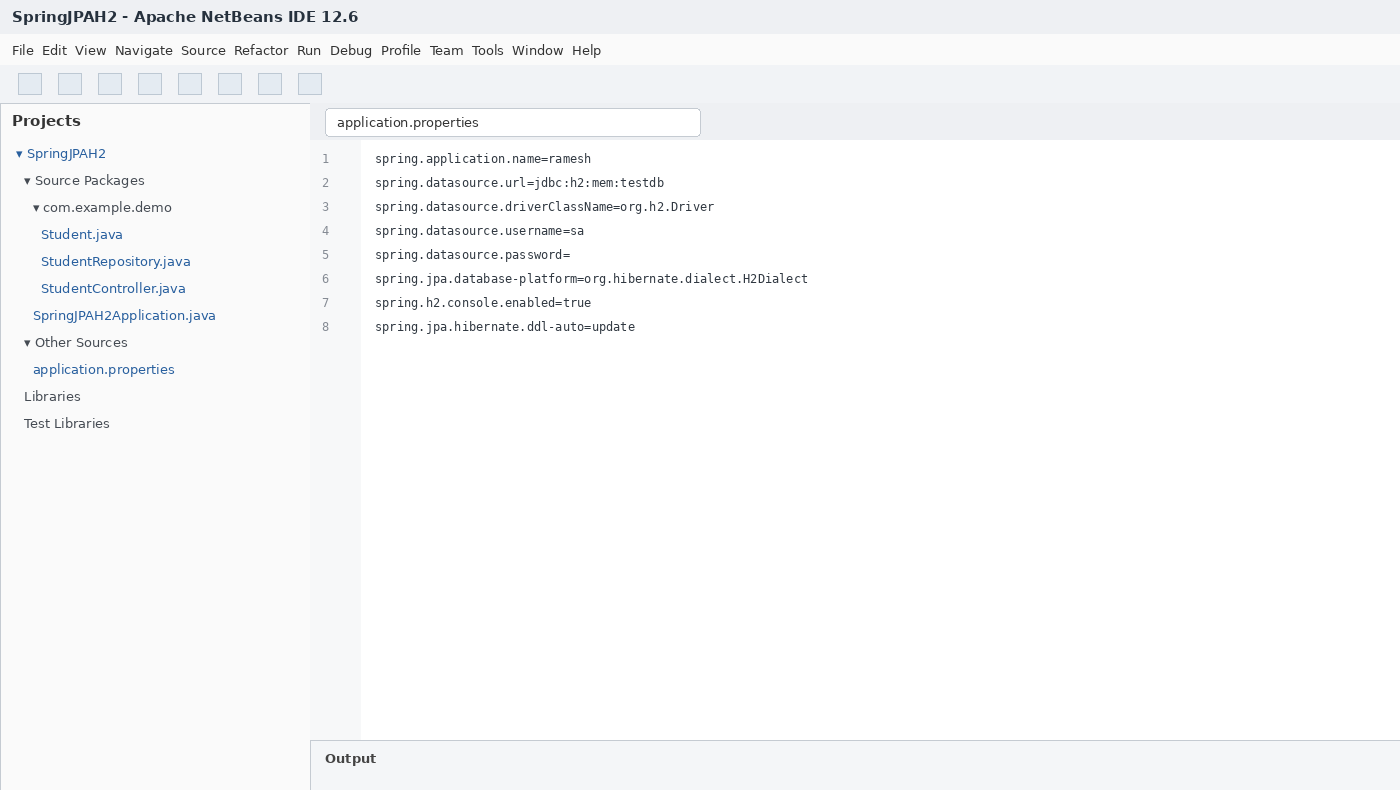 SpringJPAH2 - Apache NetBeans IDE 12.6
File Edit View Navigate Source Refactor Run Debug Profile Team Tools Window Help
Projects
▾ SpringJPAH2
▾ Source Packages
▾ com.example.demo
Student.java
StudentRepository.java
StudentController.java
SpringJPAH2Application.java
▾ Other Sources
application.properties
Libraries
Test Libraries
application.properties
1 spring.application.name=ramesh
2 spring.datasource.url=jdbc:h2:mem:testdb
3 spring.datasource.driverClassName=org.h2.Driver
4 spring.datasource.username=sa
5 spring.datasource.password=
6 spring.jpa.database-platform=org.hibernate.dialect.H2Dialect
7 spring.h2.console.enabled=true
8 spring.jpa.hibernate.ddl-auto=update
Output